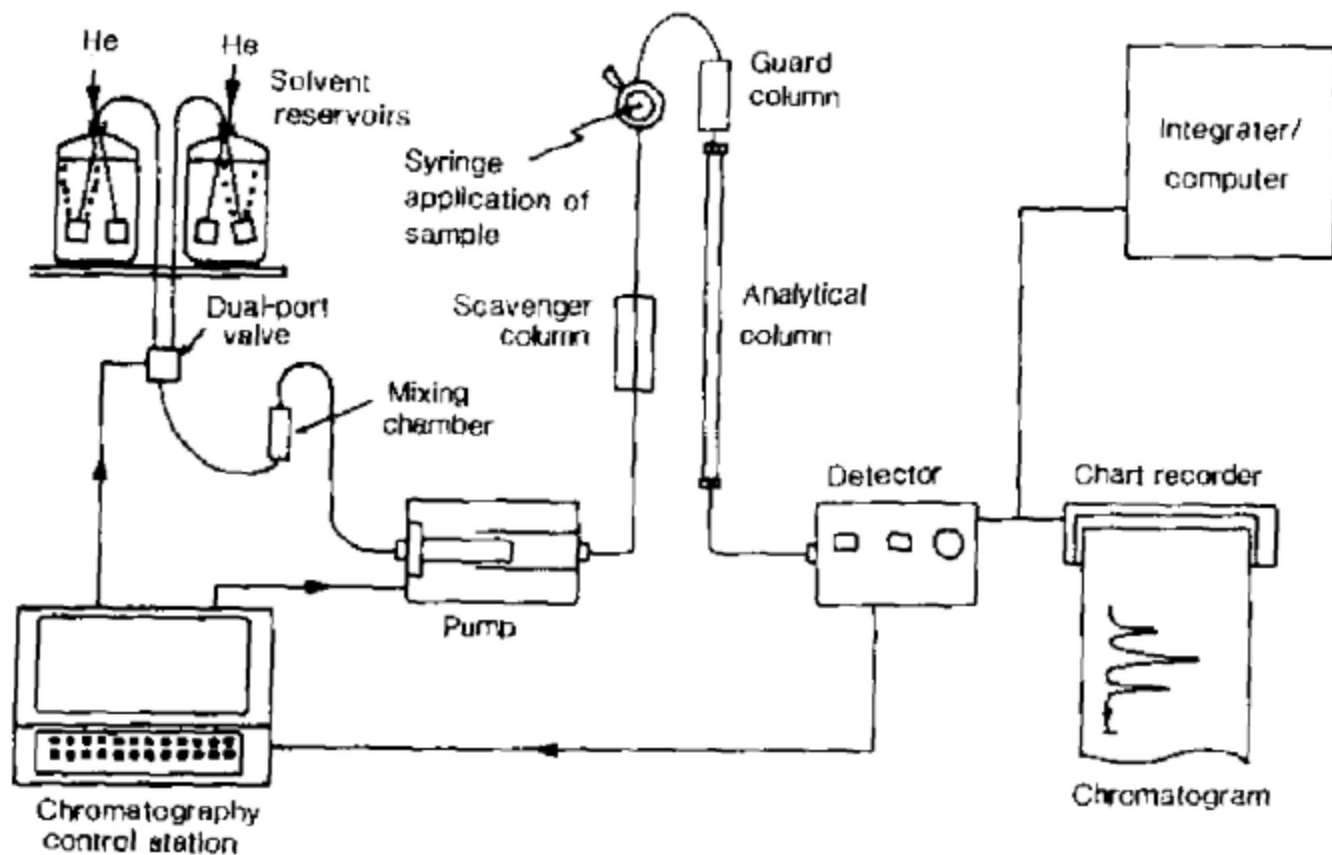 He
He
Solvent
reservoirs
Dual-port
valve
Mixing
chamber
Pump
Chromatography
control station
Scavenger
column
Syringe
application of
sample
Guard
column
Analytical
column
Detector
Integrater/
computer
Chart recorder
Chromatogram